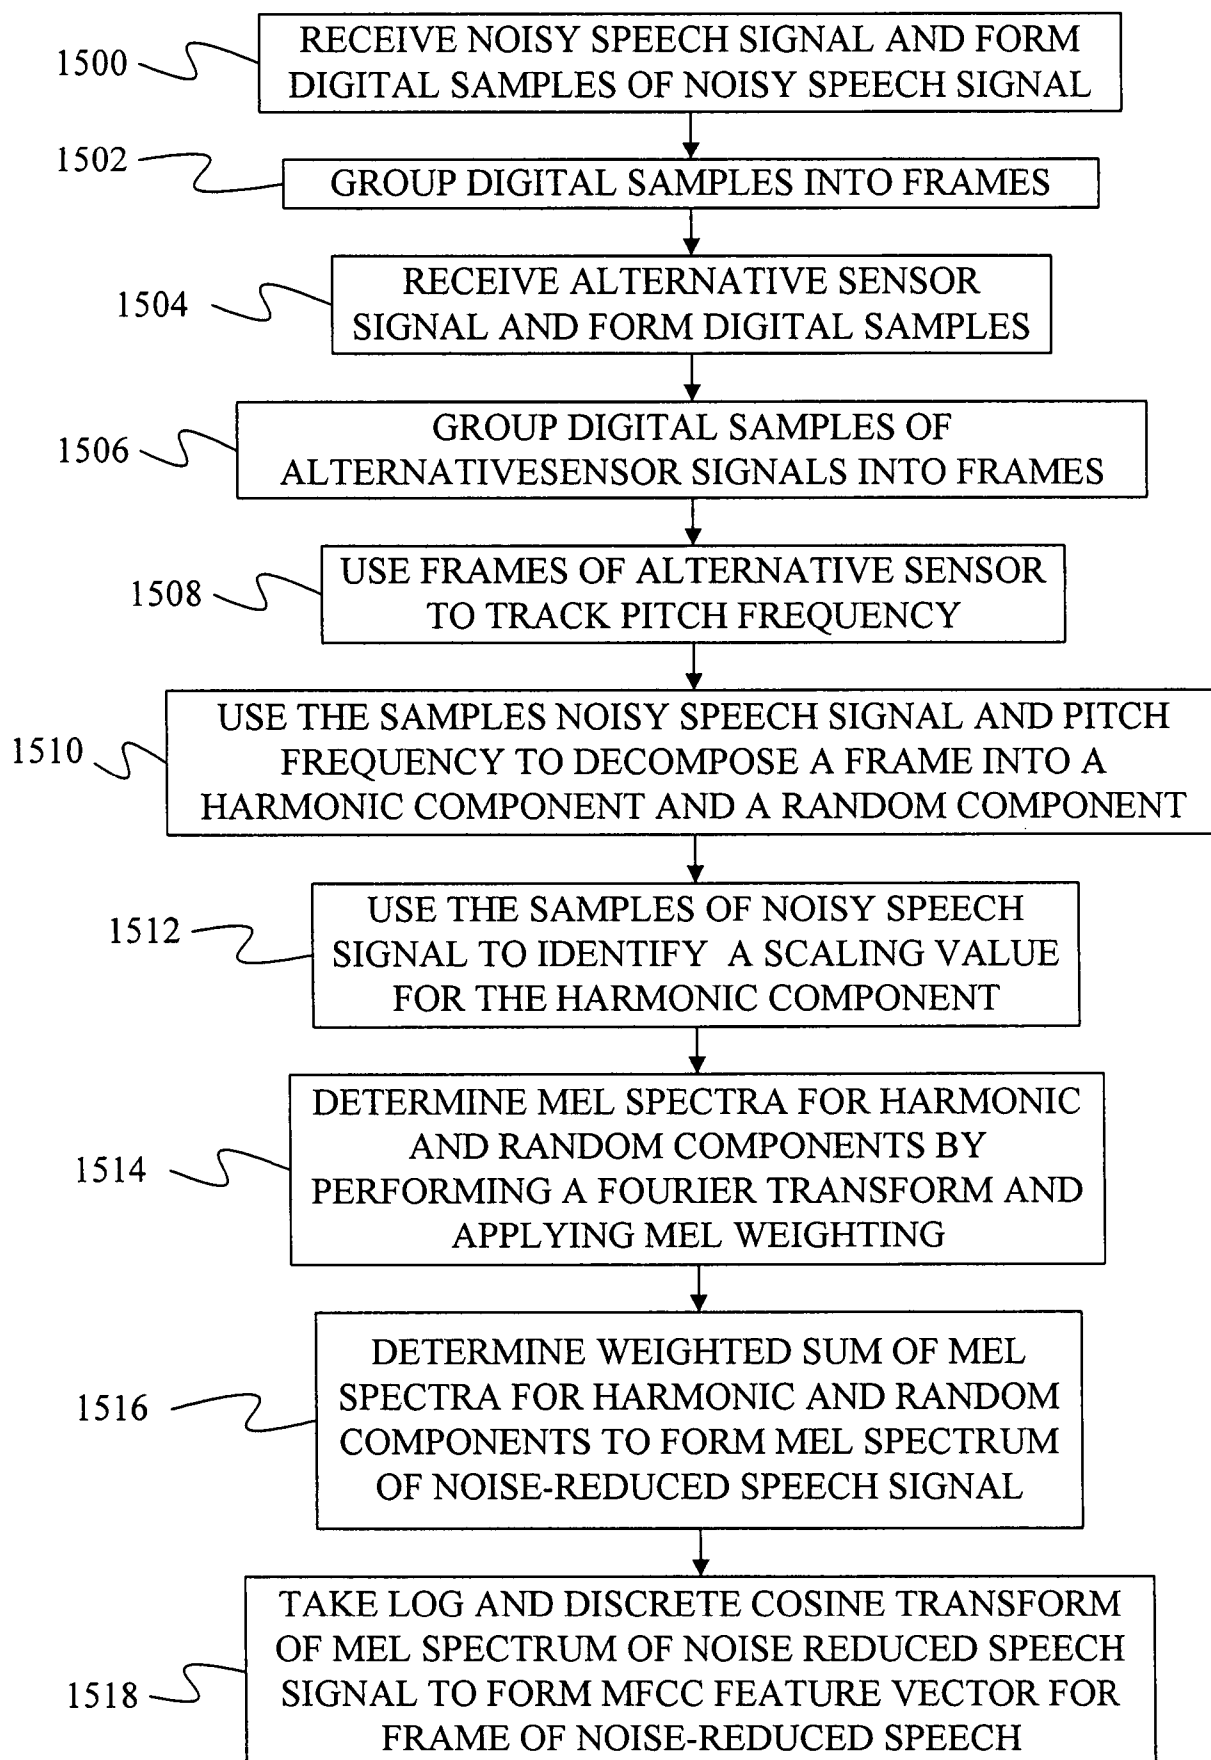 1500
RECEIVE NOISY SPEECH SIGNAL AND FORM
DIGITAL SAMPLES OF NOISY SPEECH SIGNAL
1502
GROUP DIGITAL SAMPLES INTO FRAMES
1504
RECEIVE ALTERNATIVE SENSOR
SIGNAL AND FORM DIGITAL SAMPLES
1506
GROUP DIGITAL SAMPLES OF
ALTERNATIVESENSOR SIGNALS INTO FRAMES
1508
USE FRAMES OF ALTERNATIVE SENSOR
TO TRACK PITCH FREQUENCY
1510
USE THE SAMPLES NOISY SPEECH SIGNAL AND PITCH
FREQUENCY TO DECOMPOSE A FRAME INTO A
HARMONIC COMPONENT AND A RANDOM COMPONENT
1512
USE THE SAMPLES OF NOISY SPEECH
SIGNAL TO IDENTIFY A SCALING VALUE
FOR THE HARMONIC COMPONENT
1514
DETERMINE MEL SPECTRA FOR HARMONIC
AND RANDOM COMPONENTS BY
PERFORMING A FOURIER TRANSFORM AND
APPLYING MEL WEIGHTING
1516
DETERMINE WEIGHTED SUM OF MEL
SPECTRA FOR HARMONIC AND RANDOM
COMPONENTS TO FORM MEL SPECTRUM
OF NOISE-REDUCED SPEECH SIGNAL
1518
TAKE LOG AND DISCRETE COSINE TRANSFORM
OF MEL SPECTRUM OF NOISE REDUCED SPEECH
SIGNAL TO FORM MFCC FEATURE VECTOR FOR
FRAME OF NOISE-REDUCED SPEECH